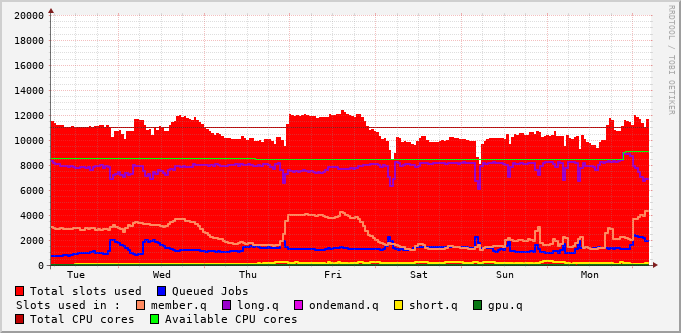 20000
18000
16000
14000
12000
10000
8000
6000
4000
2000
0
Tue Wed Thu Fri Sat Sun Mon
RRDTOOL / TOBI OETIKER
Total slots used Queued Jobs
Slots used in : member.q long.q ondemand.q short.q gpu.q
Total CPU cores Available CPU cores